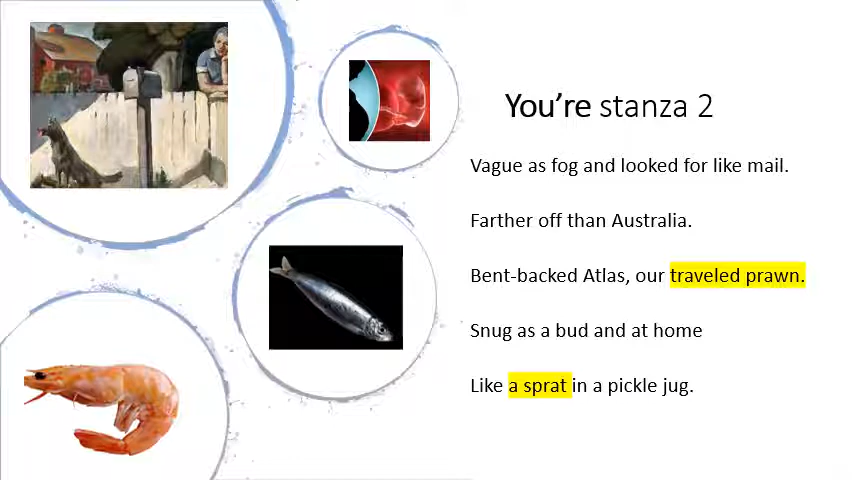 You're stanza 2
Vague as fog and looked for like mail.
Farther off than Australia.
Bent-backed Atlas, our traveled prawn.
Snug as a bud and at home
Like a sprat in a pickle jug.